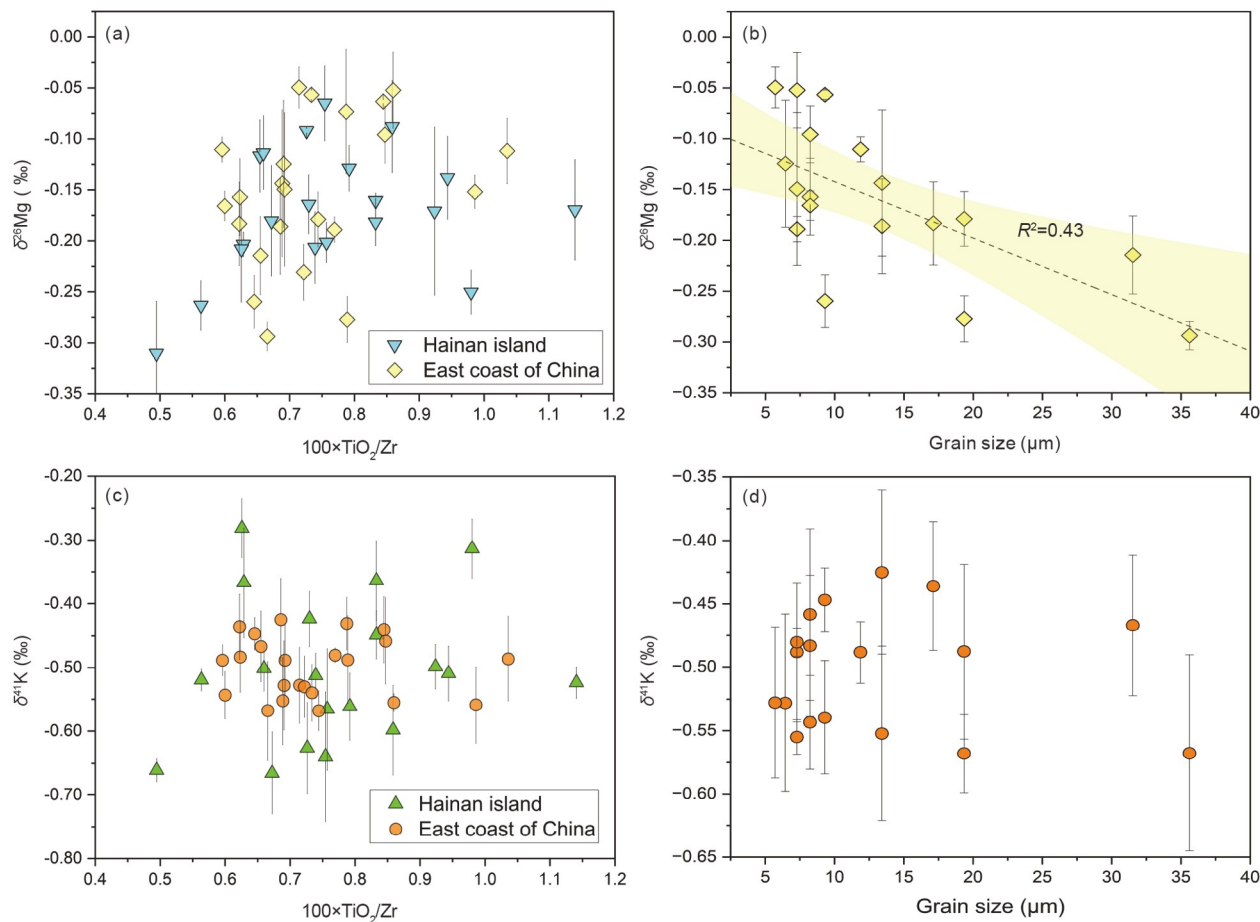 (a)
0.00
-0.05
-0.10
-0.15
-0.20
-0.25
-0.30
-0.35
δ²⁶Mg (‰)
Hainan island
East coast of China
0.4 0.5 0.6 0.7 0.8 0.9 1.0 1.1 1.2
100×TiO₂/Zr
(b)
0.00
−0.05
−0.10
−0.15
−0.20
−0.25
−0.30
−0.35
δ²⁶Mg (‰)
R²=0.43
5 10 15 20 25 30 35 40
Grain size (μm)
(c)
-0.20
-0.30
-0.40
-0.50
-0.60
-0.70
-0.80
δ⁴¹K (‰)
Hainan island
East coast of China
0.4 0.5 0.6 0.7 0.8 0.9 1.0 1.1 1.2
100×TiO₂/Zr
(d)
−0.35
−0.40
−0.45
−0.50
−0.55
−0.60
−0.65
δ⁴¹K (‰)
5 10 15 20 25 30 35 40
Grain size (μm)